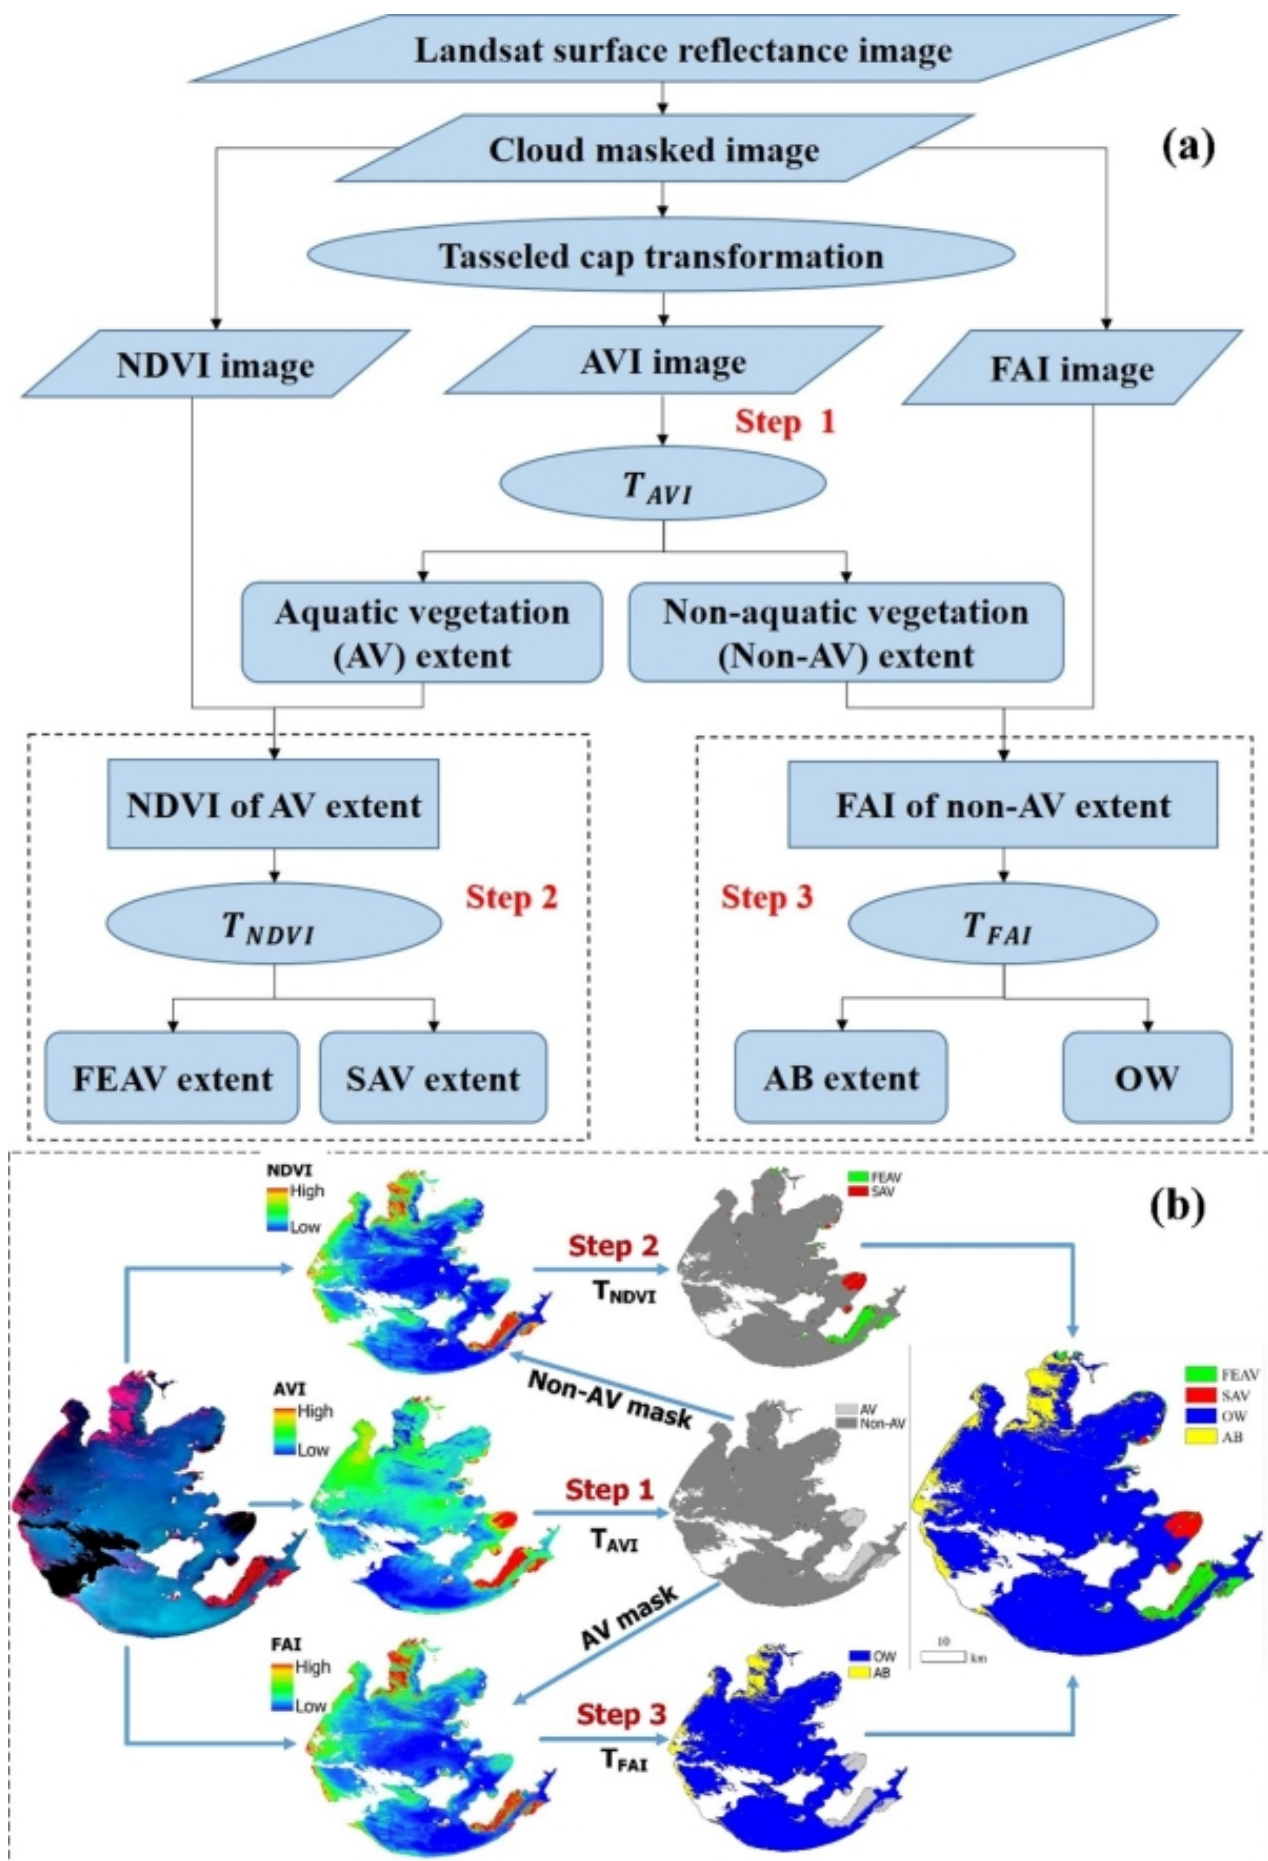 Landsat surface reflectance image
Cloud masked image
(a)
Tasseled cap transformation
NDVI image
AVI image
FAI image
Step 1
T AVI
Aquatic vegetation
(AV) extent
Non-aquatic vegetation
(Non-AV) extent
NDVI of AV extent
FAI of non-AV extent
Step 2
Step 3
T NDVI
T FAI
FEAV extent
SAV extent
AB extent
OW
(b)
NDVI
High
Low
Step 2
TNDVI
FEAV
SAV
Non-AV mask
AVI
High
Low
Step 1
TAVI
AV
Non-AV
FEAV
SAV
OW
AB
10
km
AV mask
FAI
High
Low
Step 3
TFAI
OW
AB